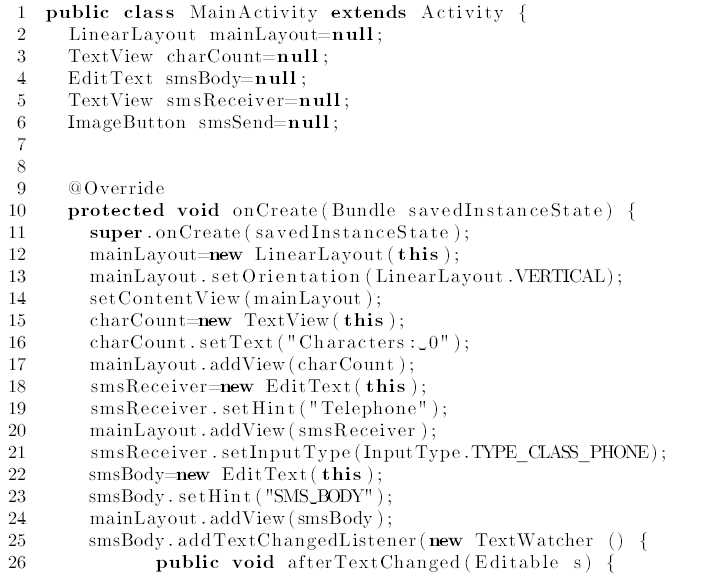 1 public class MainActivity extends Activity {
2 LinearLayout mainLayout=null;
3 TextView charCount=null;
4 EditText smsBody=null;
5 TextView smsReceiver=null;
6 ImageButton smsSend=null;
7
8
9 @Override
10 protected void onCreate(Bundle savedInstanceState) {
11 super.onCreate(savedInstanceState);
12 mainLayout=new LinearLayout(this);
13 mainLayout.setOrientation(LinearLayout.VERTICAL);
14 setContentView(mainLayout);
15 charCount=new TextView(this);
16 charCount.setText("Characters:␣0");
17 mainLayout.addView(charCount);
18 smsReceiver=new EditText(this);
19 smsReceiver.setHint("Telephone");
20 mainLayout.addView(smsReceiver);
21 smsReceiver.setInputType(InputType.TYPE_CLASS_PHONE);
22 smsBody=new EditText(this);
23 smsBody.setHint("SMS␣BODY");
24 mainLayout.addView(smsBody);
25 smsBody.addTextChangedListener(new TextWatcher () {
26 public void afterTextChanged(Editable s) {